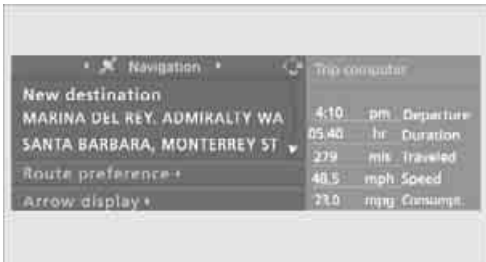 Navigation
New destination
MARINA DEL REY, ADMIRALTY WA
SANTA BARBARA, MONTERREY ST
Route preference
Arrow display
Trip computer
4:10 pm Departure
05.40 hr Duration
279 mls Traveled
48.5 mph Speed
23.0 mpg Consumpt.